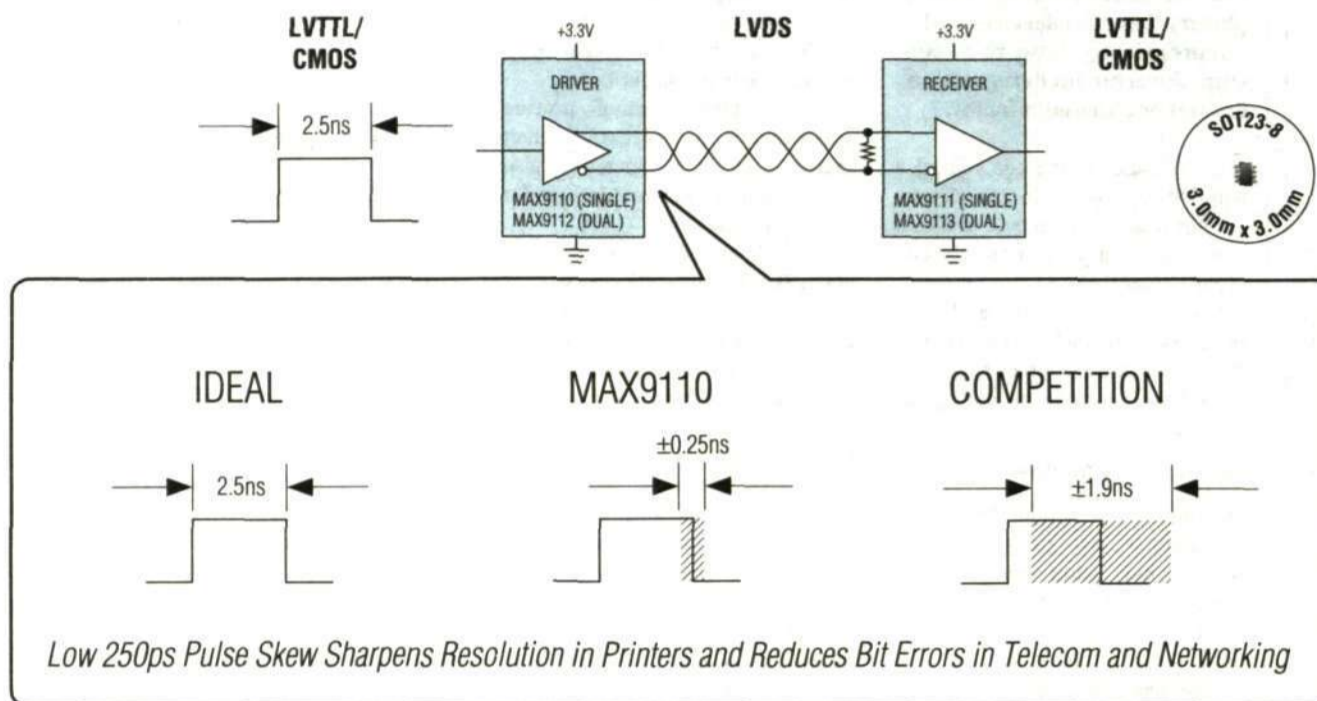 LVTTL/
CMOS
+3.3V
LVDS
+3.3V
LVTTL/
CMOS
DRIVER
RECEIVER
2.5ns
SOT23-8
3.0mm x 3.0mm
MAX9110 (SINGLE)
MAX9112 (DUAL)
MAX9111 (SINGLE)
MAX9113 (DUAL)
IDEAL
MAX9110
COMPETITION
2.5ns
±0.25ns
±1.9ns
Low 250ps Pulse Skew Sharpens Resolution in Printers and Reduces Bit Errors in Telecom and Networking